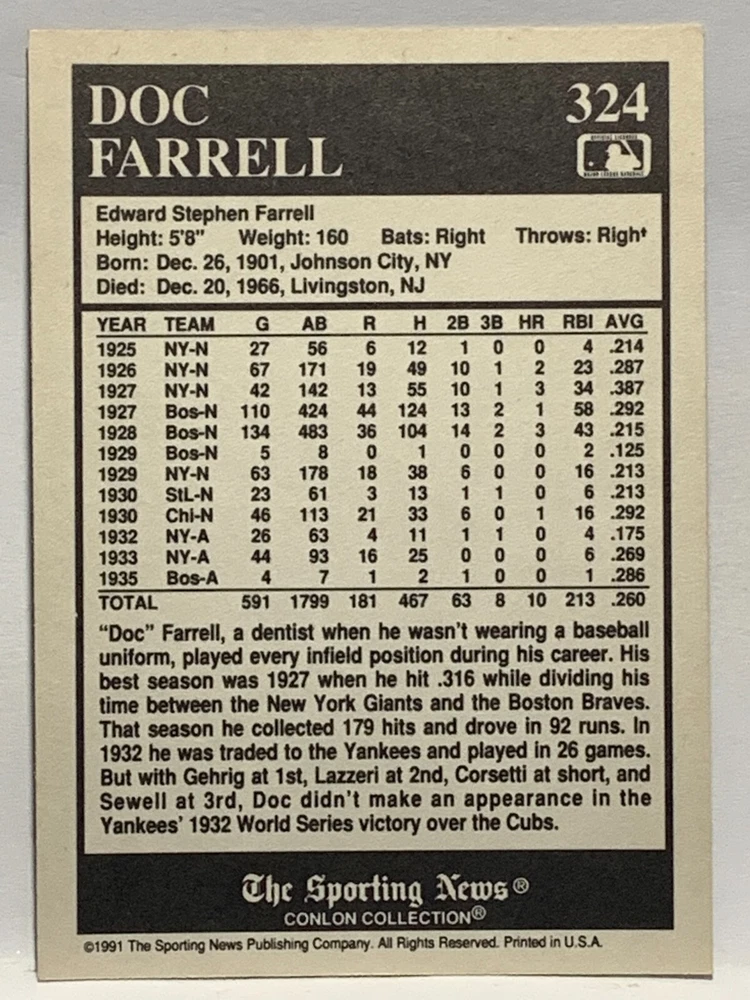 DOC 324
FARRELL
OFFICIAL LICENSEE
MAJOR LEAGUE BASEBALL
Edward Stephen Farrell
Height: 5'8" Weight: 160 Bats: Right Throws: Right
Born: Dec. 26, 1901, Johnson City, NY
Died: Dec. 20, 1966, Livingston, NJ
YEAR TEAM G AB R H 2B 3B HR RBI AVG
1925 NY-N 27 56 6 12 1 0 0 4 .214
1926 NY-N 67 171 19 49 10 1 2 23 .287
1927 NY-N 42 142 13 55 10 1 3 34 .387
1927 Bos-N 110 424 44 124 13 2 1 58 .292
1928 Bos-N 134 483 36 104 14 2 3 43 .215
1929 Bos-N 5 8 0 1 0 0 0 2 .125
1929 NY-N 63 178 18 38 6 0 0 16 .213
1930 StL-N 23 61 3 13 1 1 0 6 .213
1930 Chi-N 46 113 21 33 6 0 1 16 .292
1932 NY-A 26 63 4 11 1 1 0 4 .175
1933 NY-A 44 93 16 25 0 0 0 6 .269
1935 Bos-A 4 7 1 2 1 0 0 1 .286
TOTAL 591 1799 181 467 63 8 10 213 .260
"Doc" Farrell, a dentist when he wasn't wearing a baseball
uniform, played every infield position during his career. His
best season was 1927 when he hit .316 while dividing his
time between the New York Giants and the Boston Braves.
That season he collected 179 hits and drove in 92 runs. In
1932 he was traded to the Yankees and played in 26 games.
But with Gehrig at 1st, Lazzeri at 2nd, Corsetti at short, and
Sewell at 3rd, Doc didn't make an appearance in the
Yankees' 1932 World Series victory over the Cubs.
The Sporting News®
CONLON COLLECTION®
©1991 The Sporting News Publishing Company. All Rights Reserved. Printed in U.S.A.